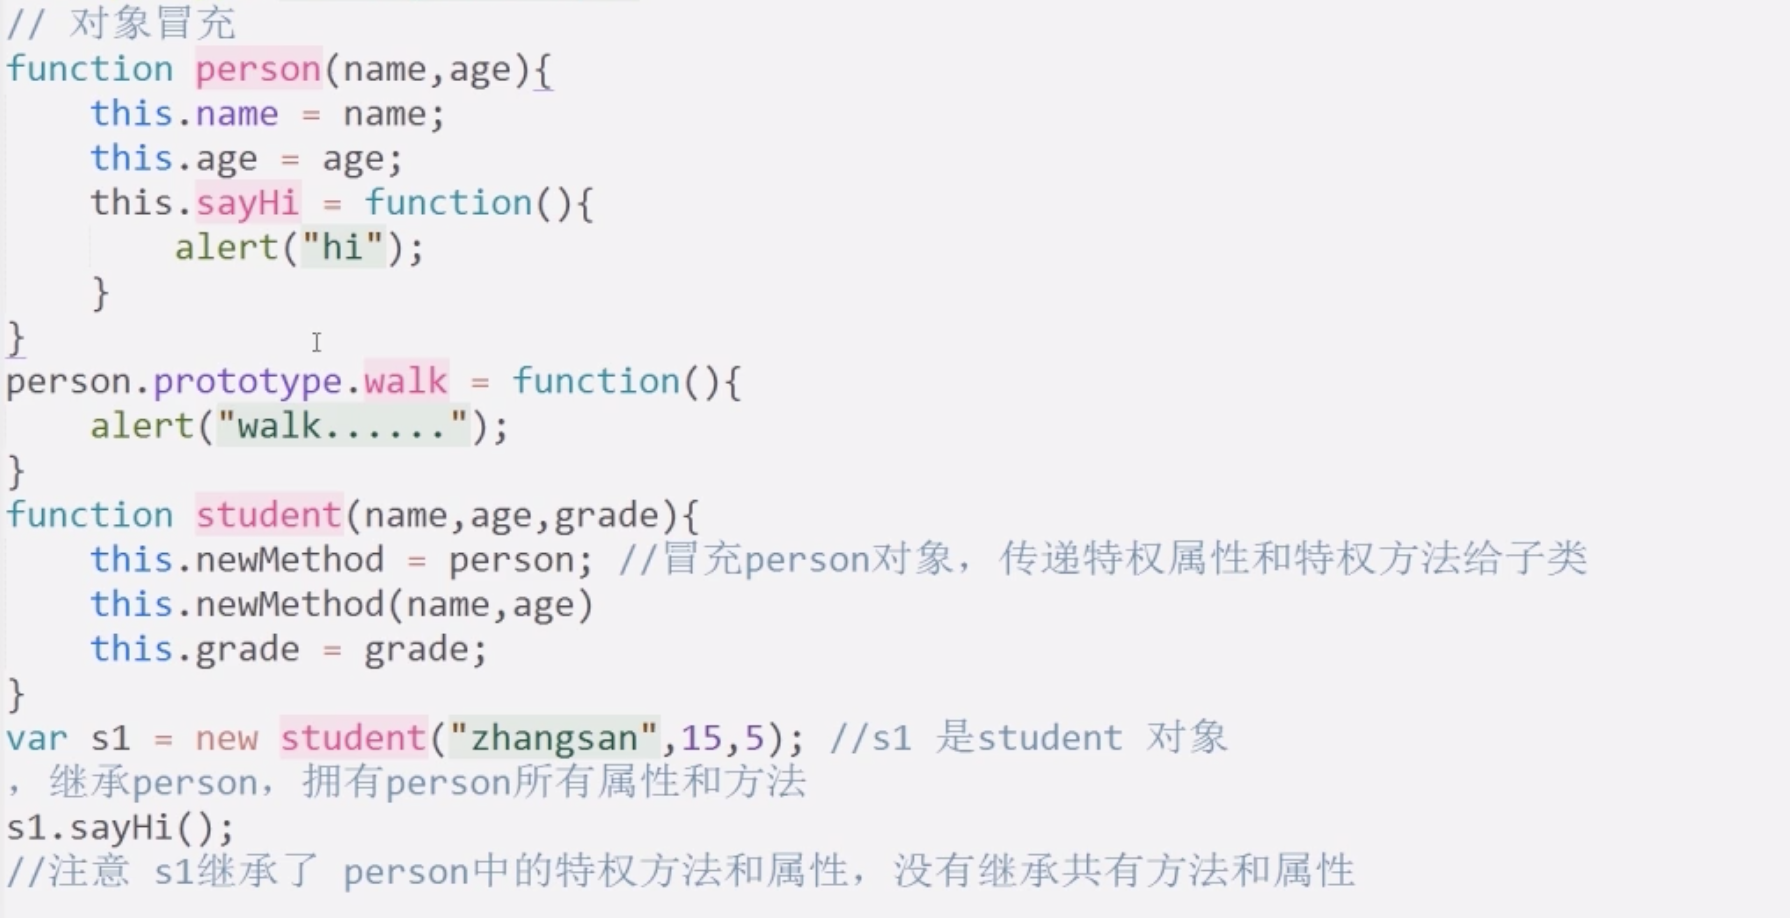 // 对象冒充
function person(name,age){
    this.name = name;
    this.age = age;
    this.sayHi = function(){
        alert("hi");
    }
}
person.prototype.walk = function(){
    alert("walk......");
}
function student(name,age,grade){
    this.newMethod = person; //冒充person对象，传递特权属性和特权方法给子类
    this.newMethod(name,age)
    this.grade = grade;
}
var s1 = new student("zhangsan",15,5); //s1 是student 对象
，继承person，拥有person所有属性和方法
s1.sayHi();
//注意 s1继承了 person中的特权方法和属性，没有继承共有方法和属性